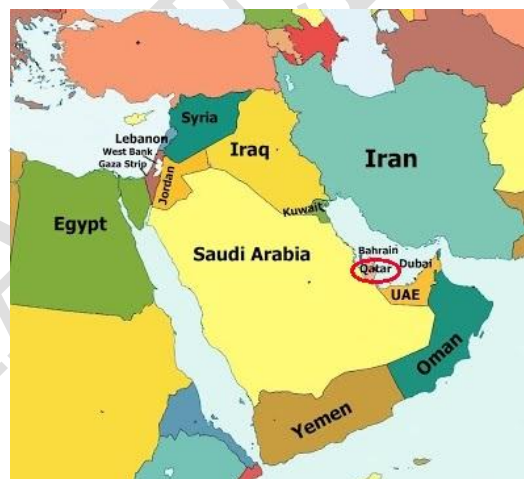 Syria
Lebanon
West Bank
Gaza Strip
Jordan
Iraq
Iran
Egypt
Kuwait
Saudi Arabia
Bahrain
Qatar
Dubai
UAE
Oman
Yemen